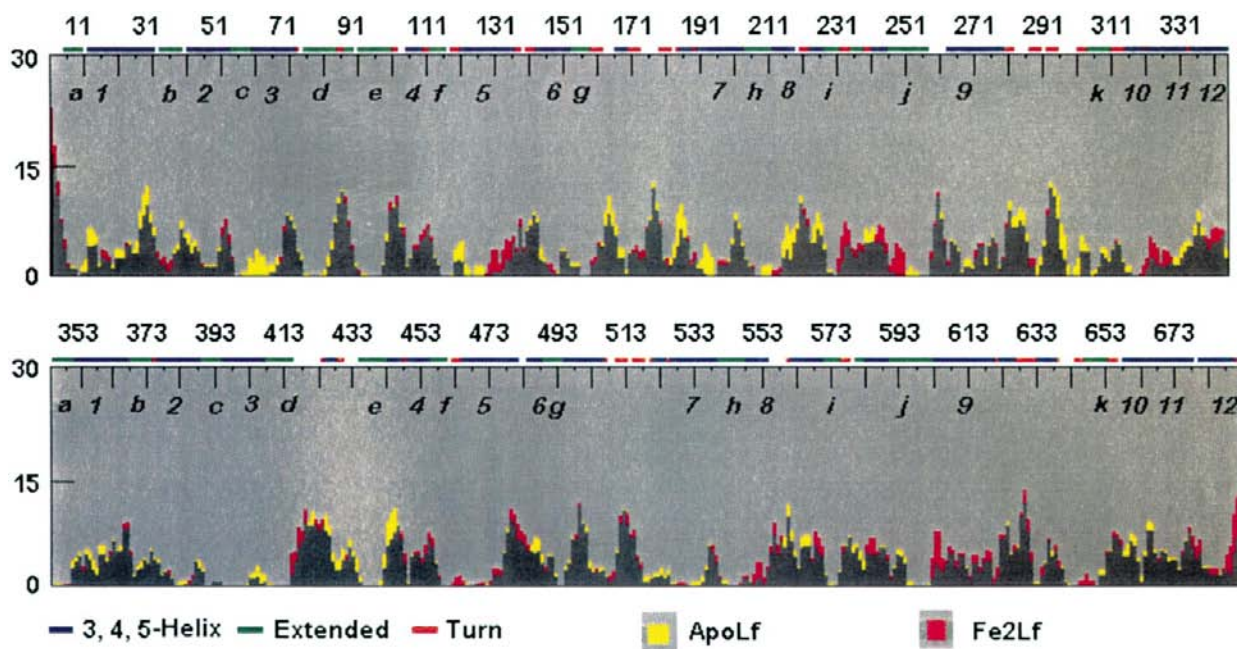 11 31 51 71 91 111 131 151 171 191 211 231 251 271 291 311 331
30
a 1 b 2 c 3 d e 4 f 5 6 g 7 h 8 i j 9 k 10 11 12
15
0
353 373 393 413 433 453 473 493 513 533 553 573 593 613 633 653 673
30
a 1 b 2 c 3 d e 4 f 5 6 g 7 h 8 i j 9 k 10 11 12
15
0
3, 4, 5-Helix Extended Turn ApoLf Fe2Lf